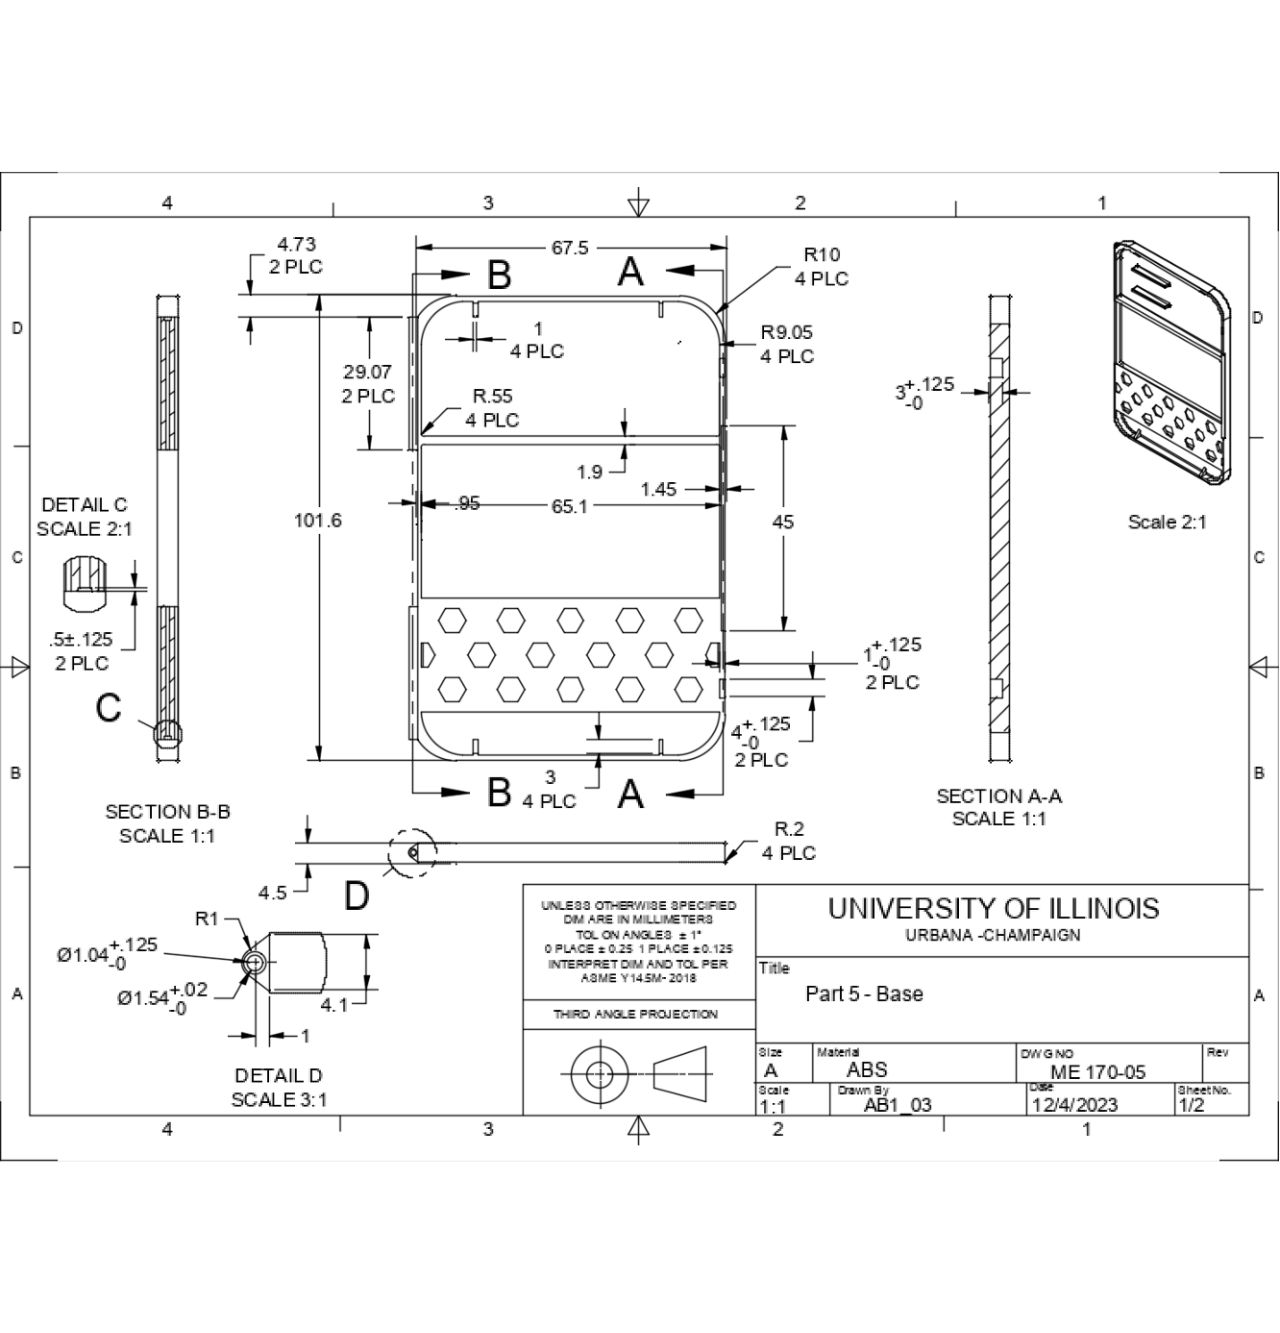 4 3 2 1
4.73
2 PLC
67.5
B A
R10
4 PLC
D D
1
4 PLC
R9.05
4 PLC
29.07
2 PLC
R.55
4 PLC
3+.125
-0
1.9
1.45
.95 65.1
101.6
45
DETAIL C
SCALE 2:1
Scale 2:1
C C
.5±.125
2 PLC
1+.125
-0
2 PLC
C
4+.125
-0
2 PLC
B B
3
4 PLC
B A
SECTION B-B
SCALE 1:1
SECTION A-A
SCALE 1:1
R.2
4 PLC
4.5
D
R1
Ø1.04+.125
-0
Ø1.54+.02
-0
4.1
1
DETAIL D
SCALE 3:1
A A
UNLESS OTHERWISE SPECIFIED
DIM ARE IN MILLIMETERS
TOL ON ANGLES ± 1°
0 PLACE ± 0.25 1 PLACE ±0.125
INTERPRET DIM AND TOL PER
ASME Y14.5M- 2018
THIRD ANGLE PROJECTION
UNIVERSITY OF ILLINOIS
URBANA -CHAMPAIGN
Title
Part 5 - Base
Size Material DWG NO Rev
A ABS ME 170-05
Scale Drawn By Date Sheet No.
1:1 AB1_03 12/4/2023 1/2
4 3 2 1